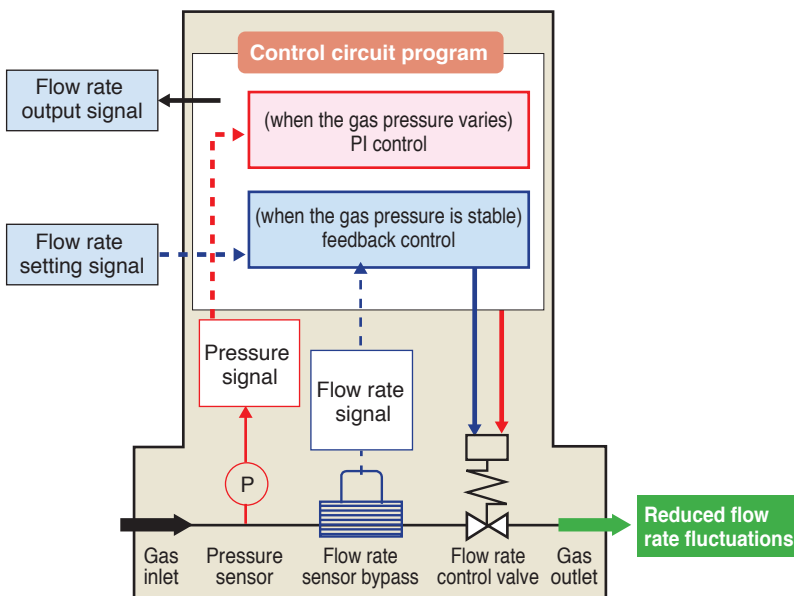 Control circuit program
Flow rate
output signal
(when the gas pressure varies)
PI control
(when the gas pressure is stable)
feedback control
Flow rate
setting signal
Pressure
signal
Flow rate
signal
P
Reduced flow
rate fluctuations
Gas
inlet
Pressure
sensor
Flow rate
sensor bypass
Flow rate
control valve
Gas
outlet